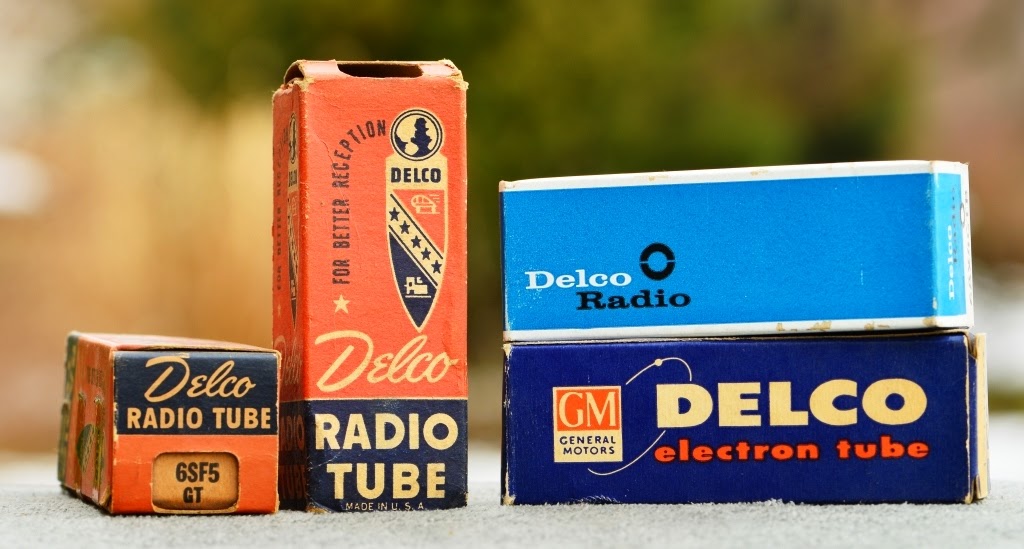 Delco
RADIO TUBE
6SF5
GT
FOR BETTER RECEPTION
DELCO
Delco
RADIO
TUBE
MADE IN U.S.A.
Delco
Radio
GM
GENERAL
MOTORS
DELCO
electron tube
Delco